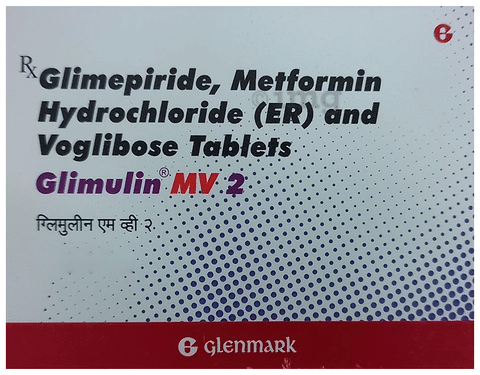 Rx Glimepiride, Metformin
Hydrochloride (ER) and
Voglibose Tablets
Glimulin® MV 2
ग्लिमुलीन एम व्ही २
G glenmark